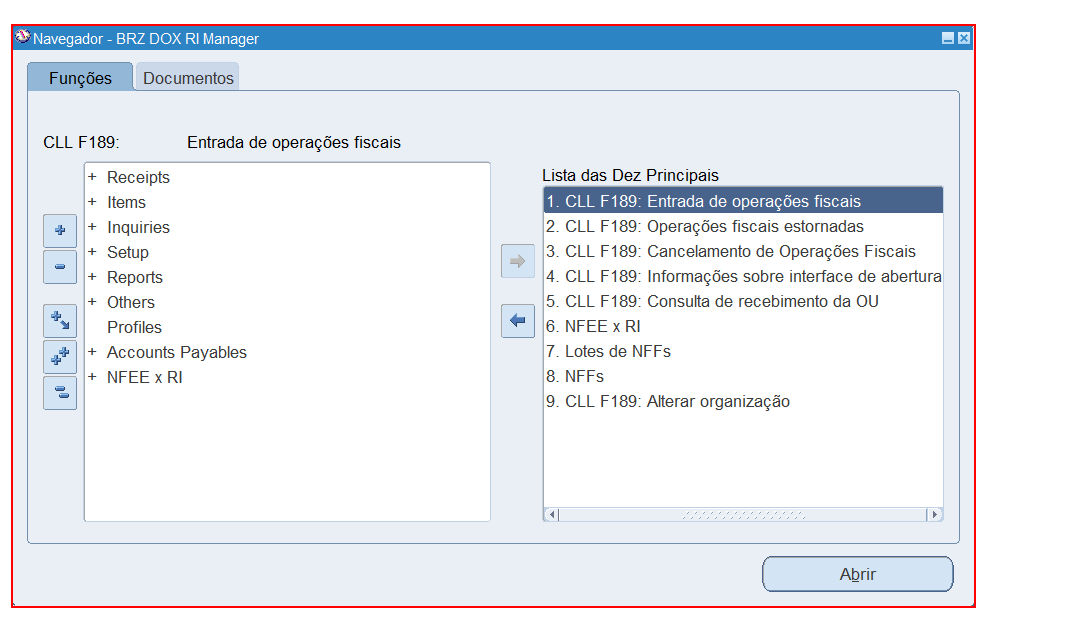 Navegador - BRZ DOX RI Manager
Funções
Documentos
CLL F189: Entrada de operações fiscais
+ Receipts
+ Items
+ Inquiries
+ Setup
+ Reports
+ Others
Profiles
+ Accounts Payables
+ NFEE x RI
Lista das Dez Principais
1. CLL F189: Entrada de operações fiscais
2. CLL F189: Operações fiscais estornadas
3. CLL F189: Cancelamento de Operações Fiscais
4. CLL F189: Informações sobre interface de abertura
5. CLL F189: Consulta de recebimento da OU
6. NFEE x RI
7. Lotes de NFFs
8. NFFs
9. CLL F189: Alterar organização
Abrir